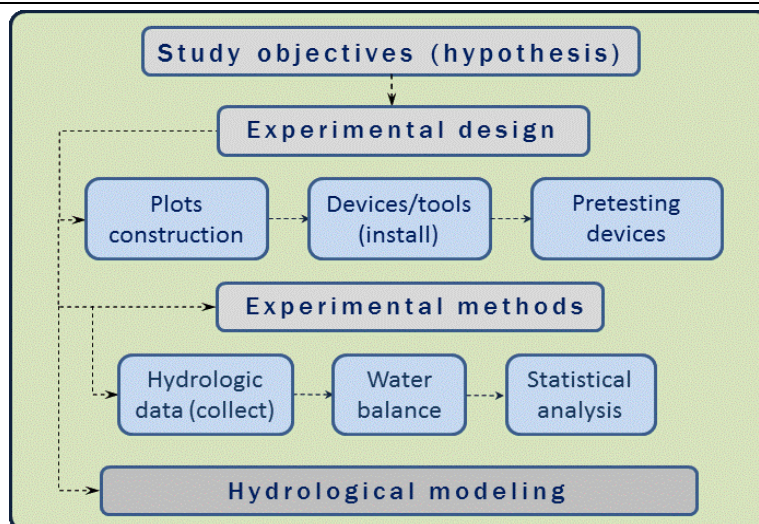 Study objectives (hypothesis)
Experimental design
Plots
construction
Devices/tools
(install)
Pretesting
devices
Experimental methods
Hydrologic
data (collect)
Water
balance
Statistical
analysis
Hydrological modeling